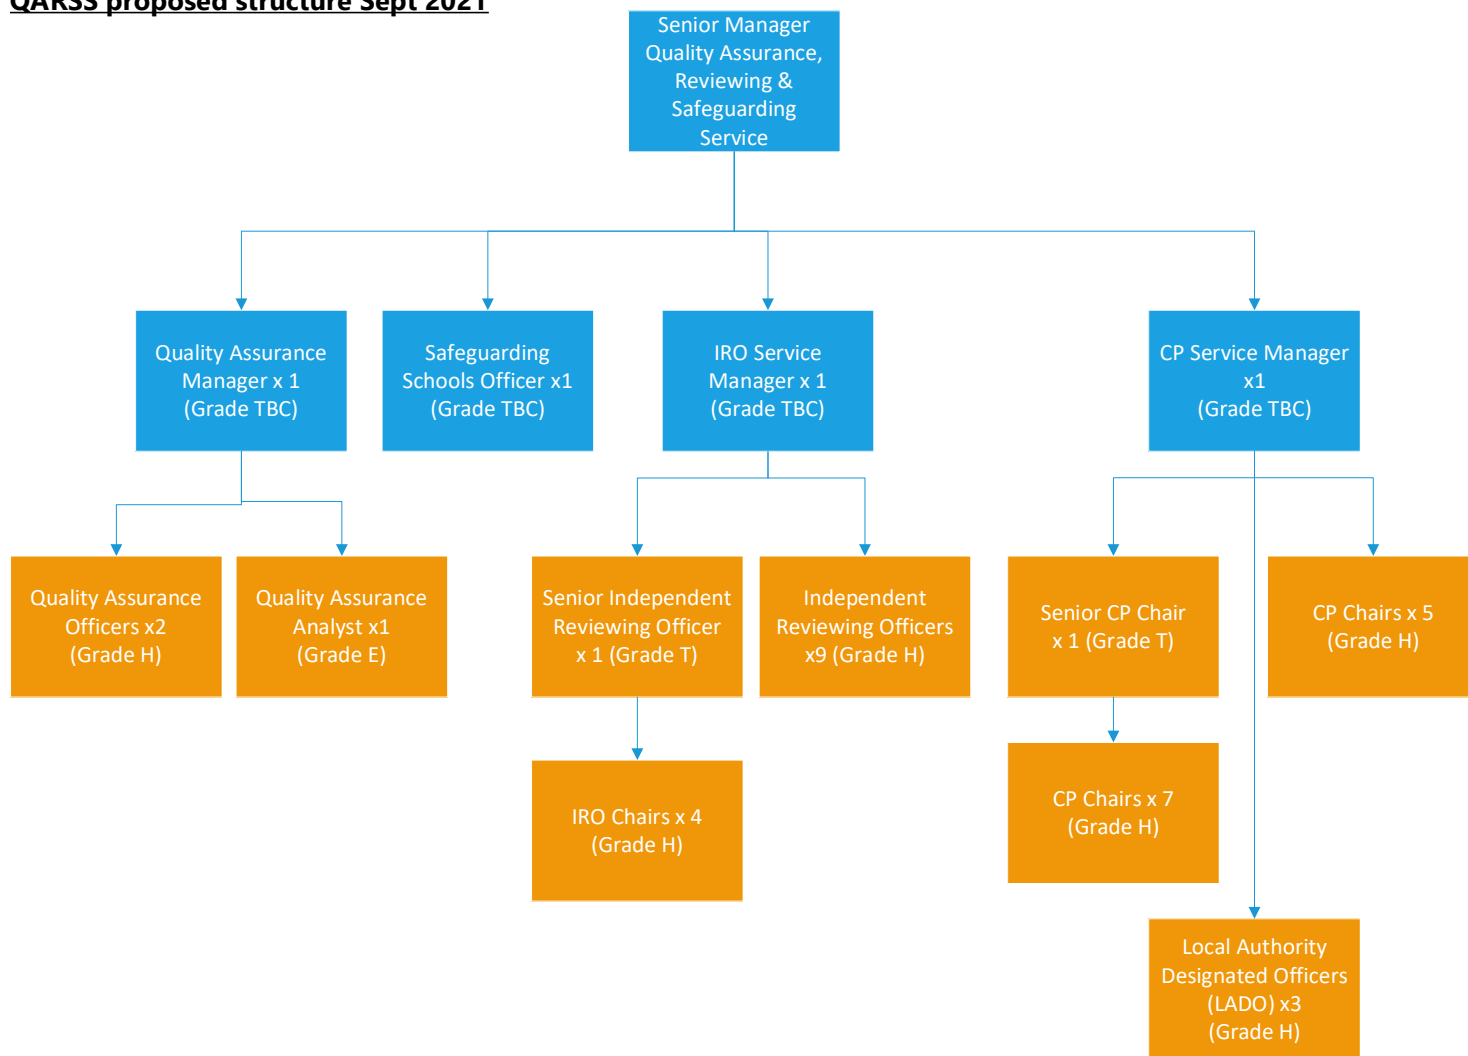 QARSS proposed structure Sept 2021
Senior Manager
Quality Assurance,
Reviewing &
Safeguarding
Service
Quality Assurance
Manager x 1
(Grade TBC)
Safeguarding
Schools Officer x1
(Grade TBC)
IRO Service
Manager x 1
(Grade TBC)
CP Service Manager
x1
(Grade TBC)
Quality Assurance
Officers x2
(Grade H)
Quality Assurance
Analyst x1
(Grade E)
Senior Independent
Reviewing Officer
x 1 (Grade T)
Independent
Reviewing Officers
x9 (Grade H)
Senior CP Chair
x 1 (Grade T)
CP Chairs x 5
(Grade H)
IRO Chairs x 4
(Grade H)
CP Chairs x 7
(Grade H)
Local Authority
Designated Officers
(LADO) x3
(Grade H)